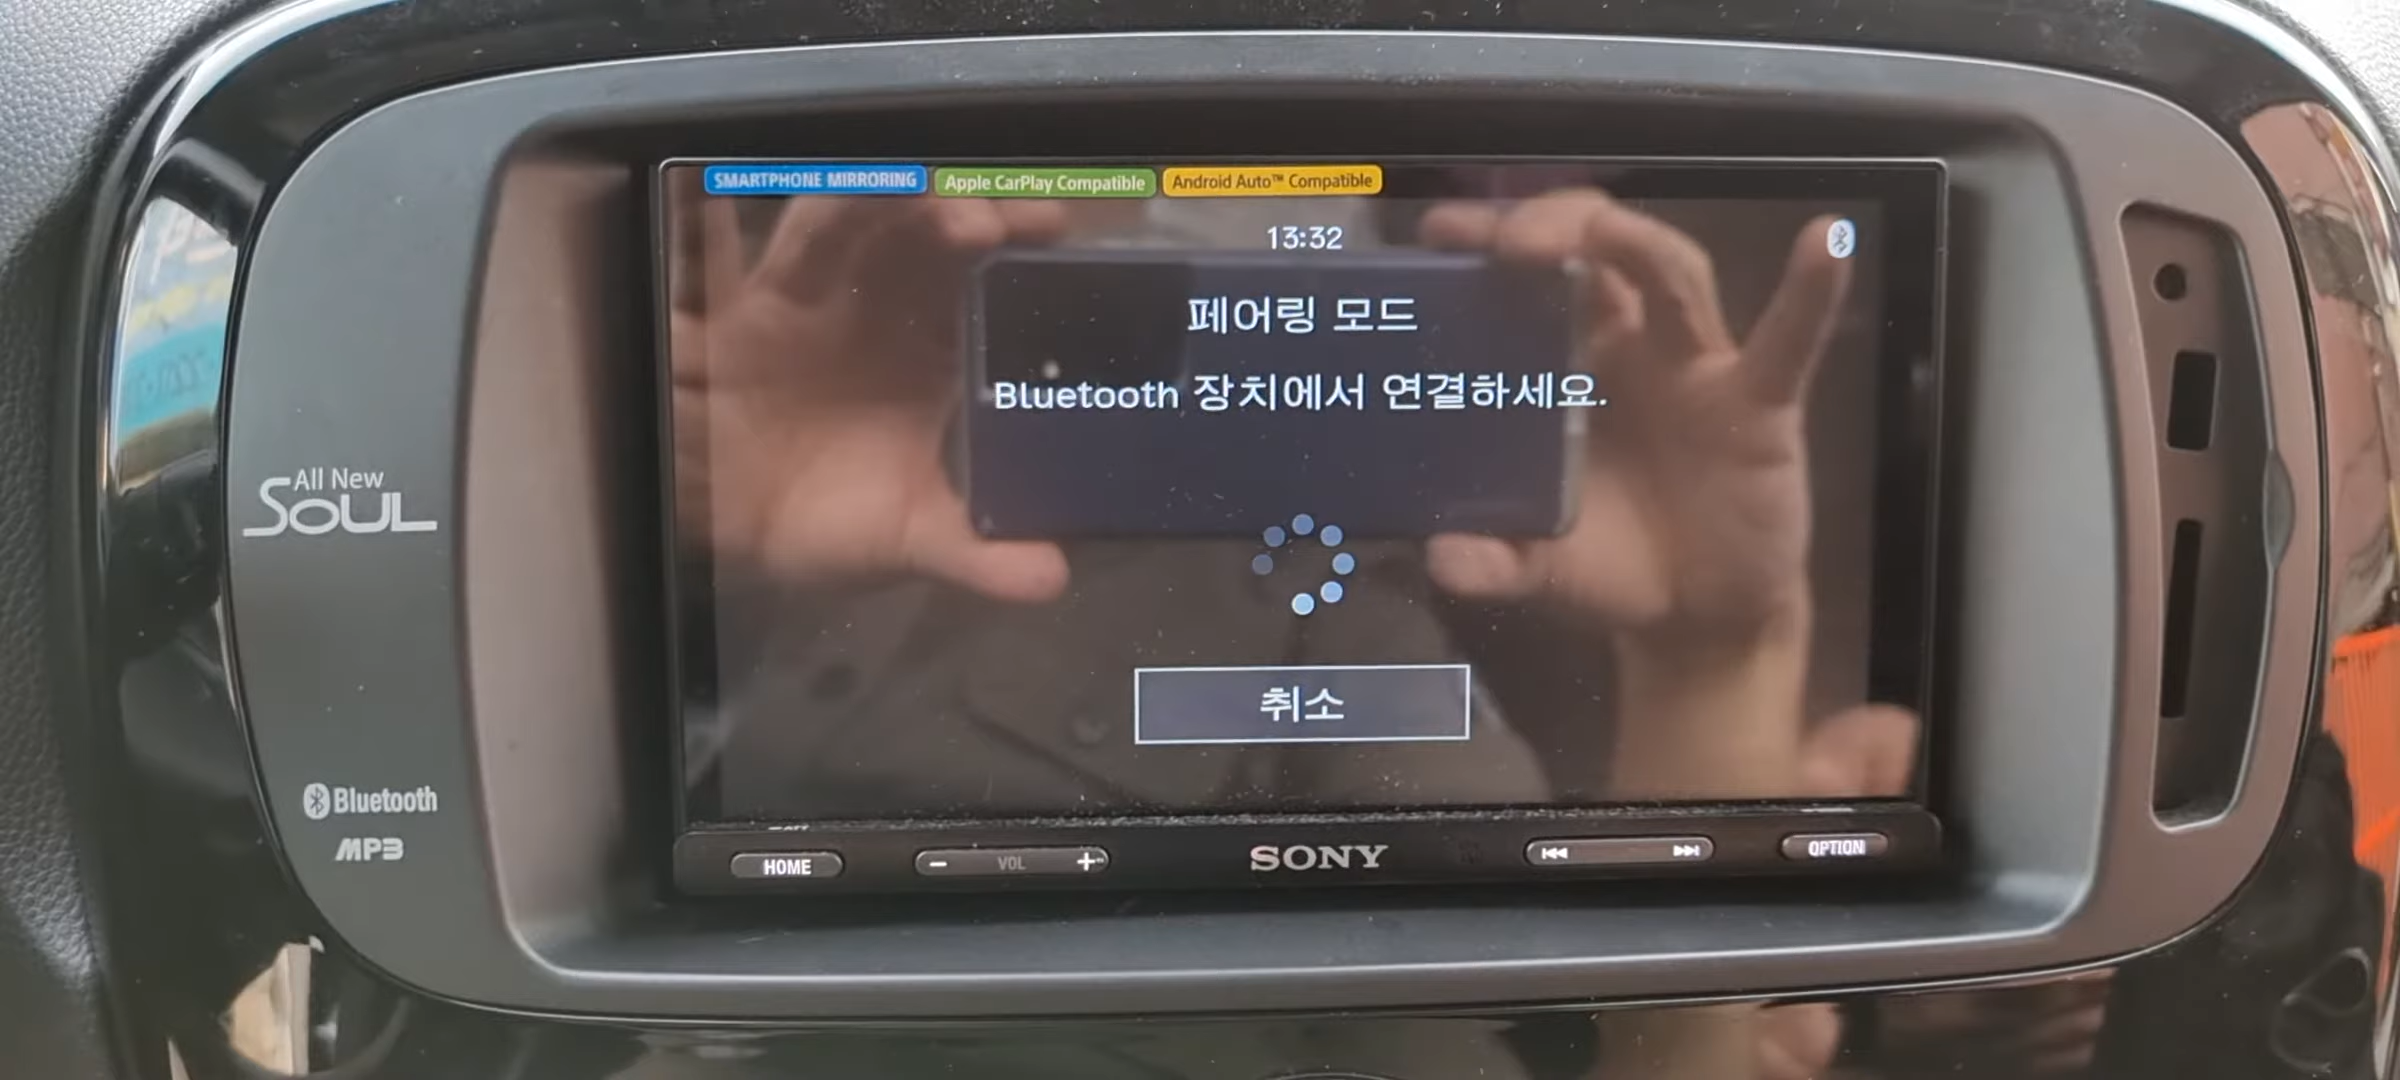 SMARTPHONE MIRRORING
Apple CarPlay Compatible
Android Auto™ Compatible
13:32
페어링 모드
Bluetooth 장치에서 연결하세요.
취소
All New
SOUL
Bluetooth
MP3
HOME
- VOL +
SONY
OPTION